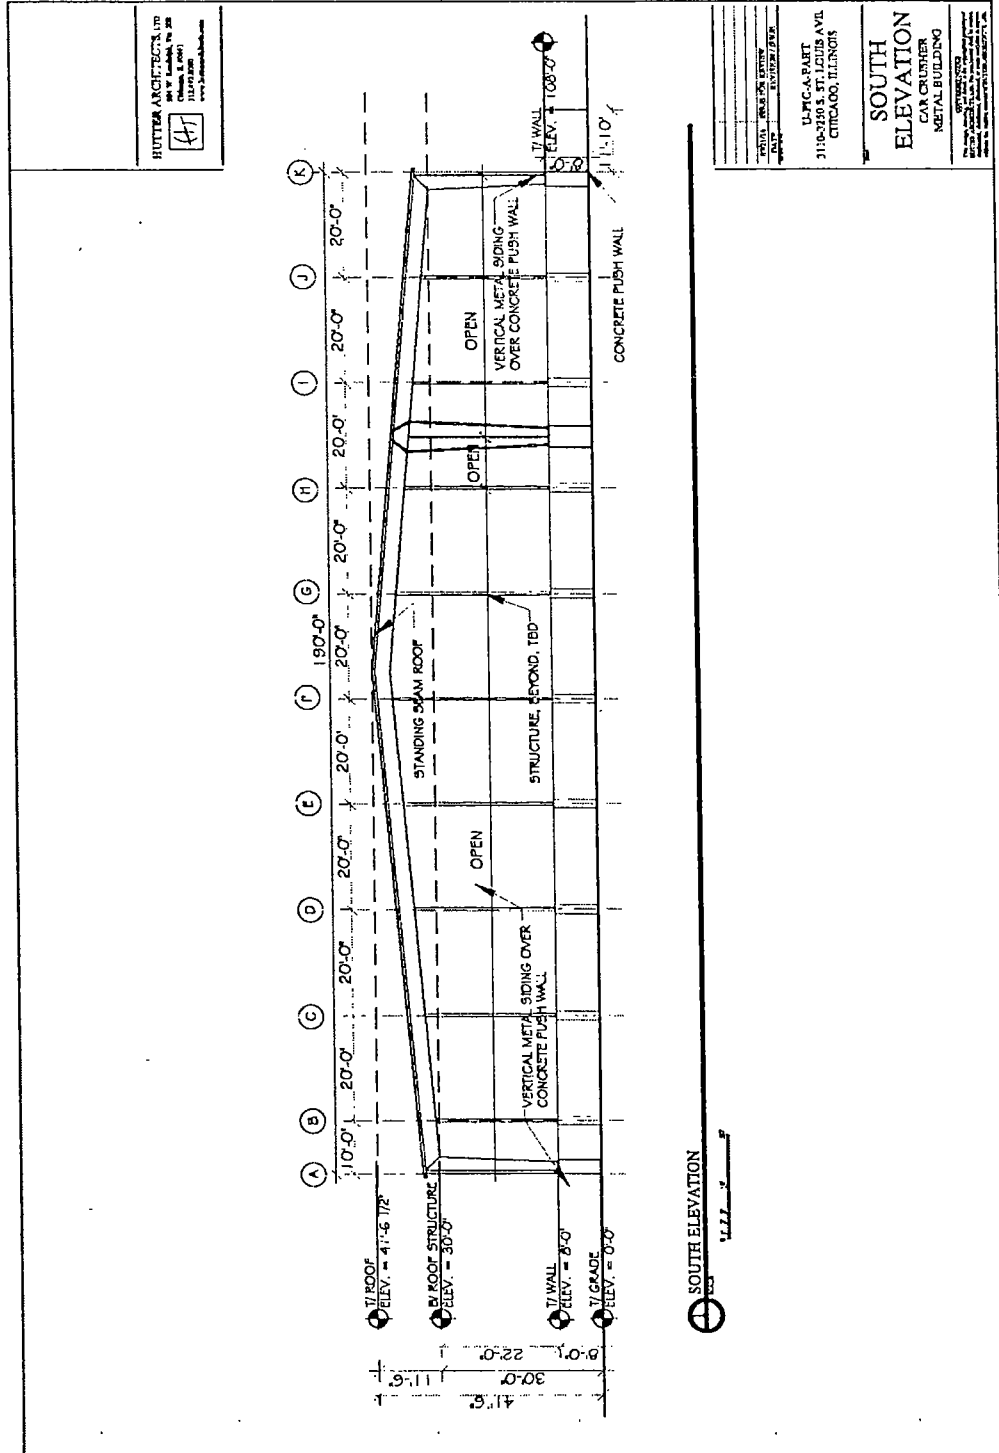 HUTTER ARCHITECTS, LTD
HT
A
B
C
D
E
F
G
H
I
J
K
190'-0"
10'-0"
20'-0"
20'-0"
20'-0"
20'-0"
20'-0"
20'-0"
20'-0"
20'-0"
20'-0"
T/ ROOF
ELEV. = 41'-6 1/2"
B/ ROOF STRUCTURE
ELEV. = 30'-0"
T/ WALL
ELEV. = 8'-0"
T/ GRADE
ELEV. = 0'-0"
11'-6"
22'-0"
8'-0"
30'-0"
41'6"
STANDING SEAM ROOF
OPEN
OPEN
OPEN
VERTICAL METAL SIDING OVER
CONCRETE PUSH WALL
STRUCTURE, BEYOND, TBD
VERTICAL METAL SIDING
OVER CONCRETE PUSH WALL
T/ WALL
ELEV. = 108'-0"
8'-0"
11'-10"
CONCRETE PUSH WALL
SOUTH ELEVATION
U-PIC-A-PART
CHICAGO, ILLINOIS
SOUTH
ELEVATION
CAR CRUSHER
METAL BUILDING